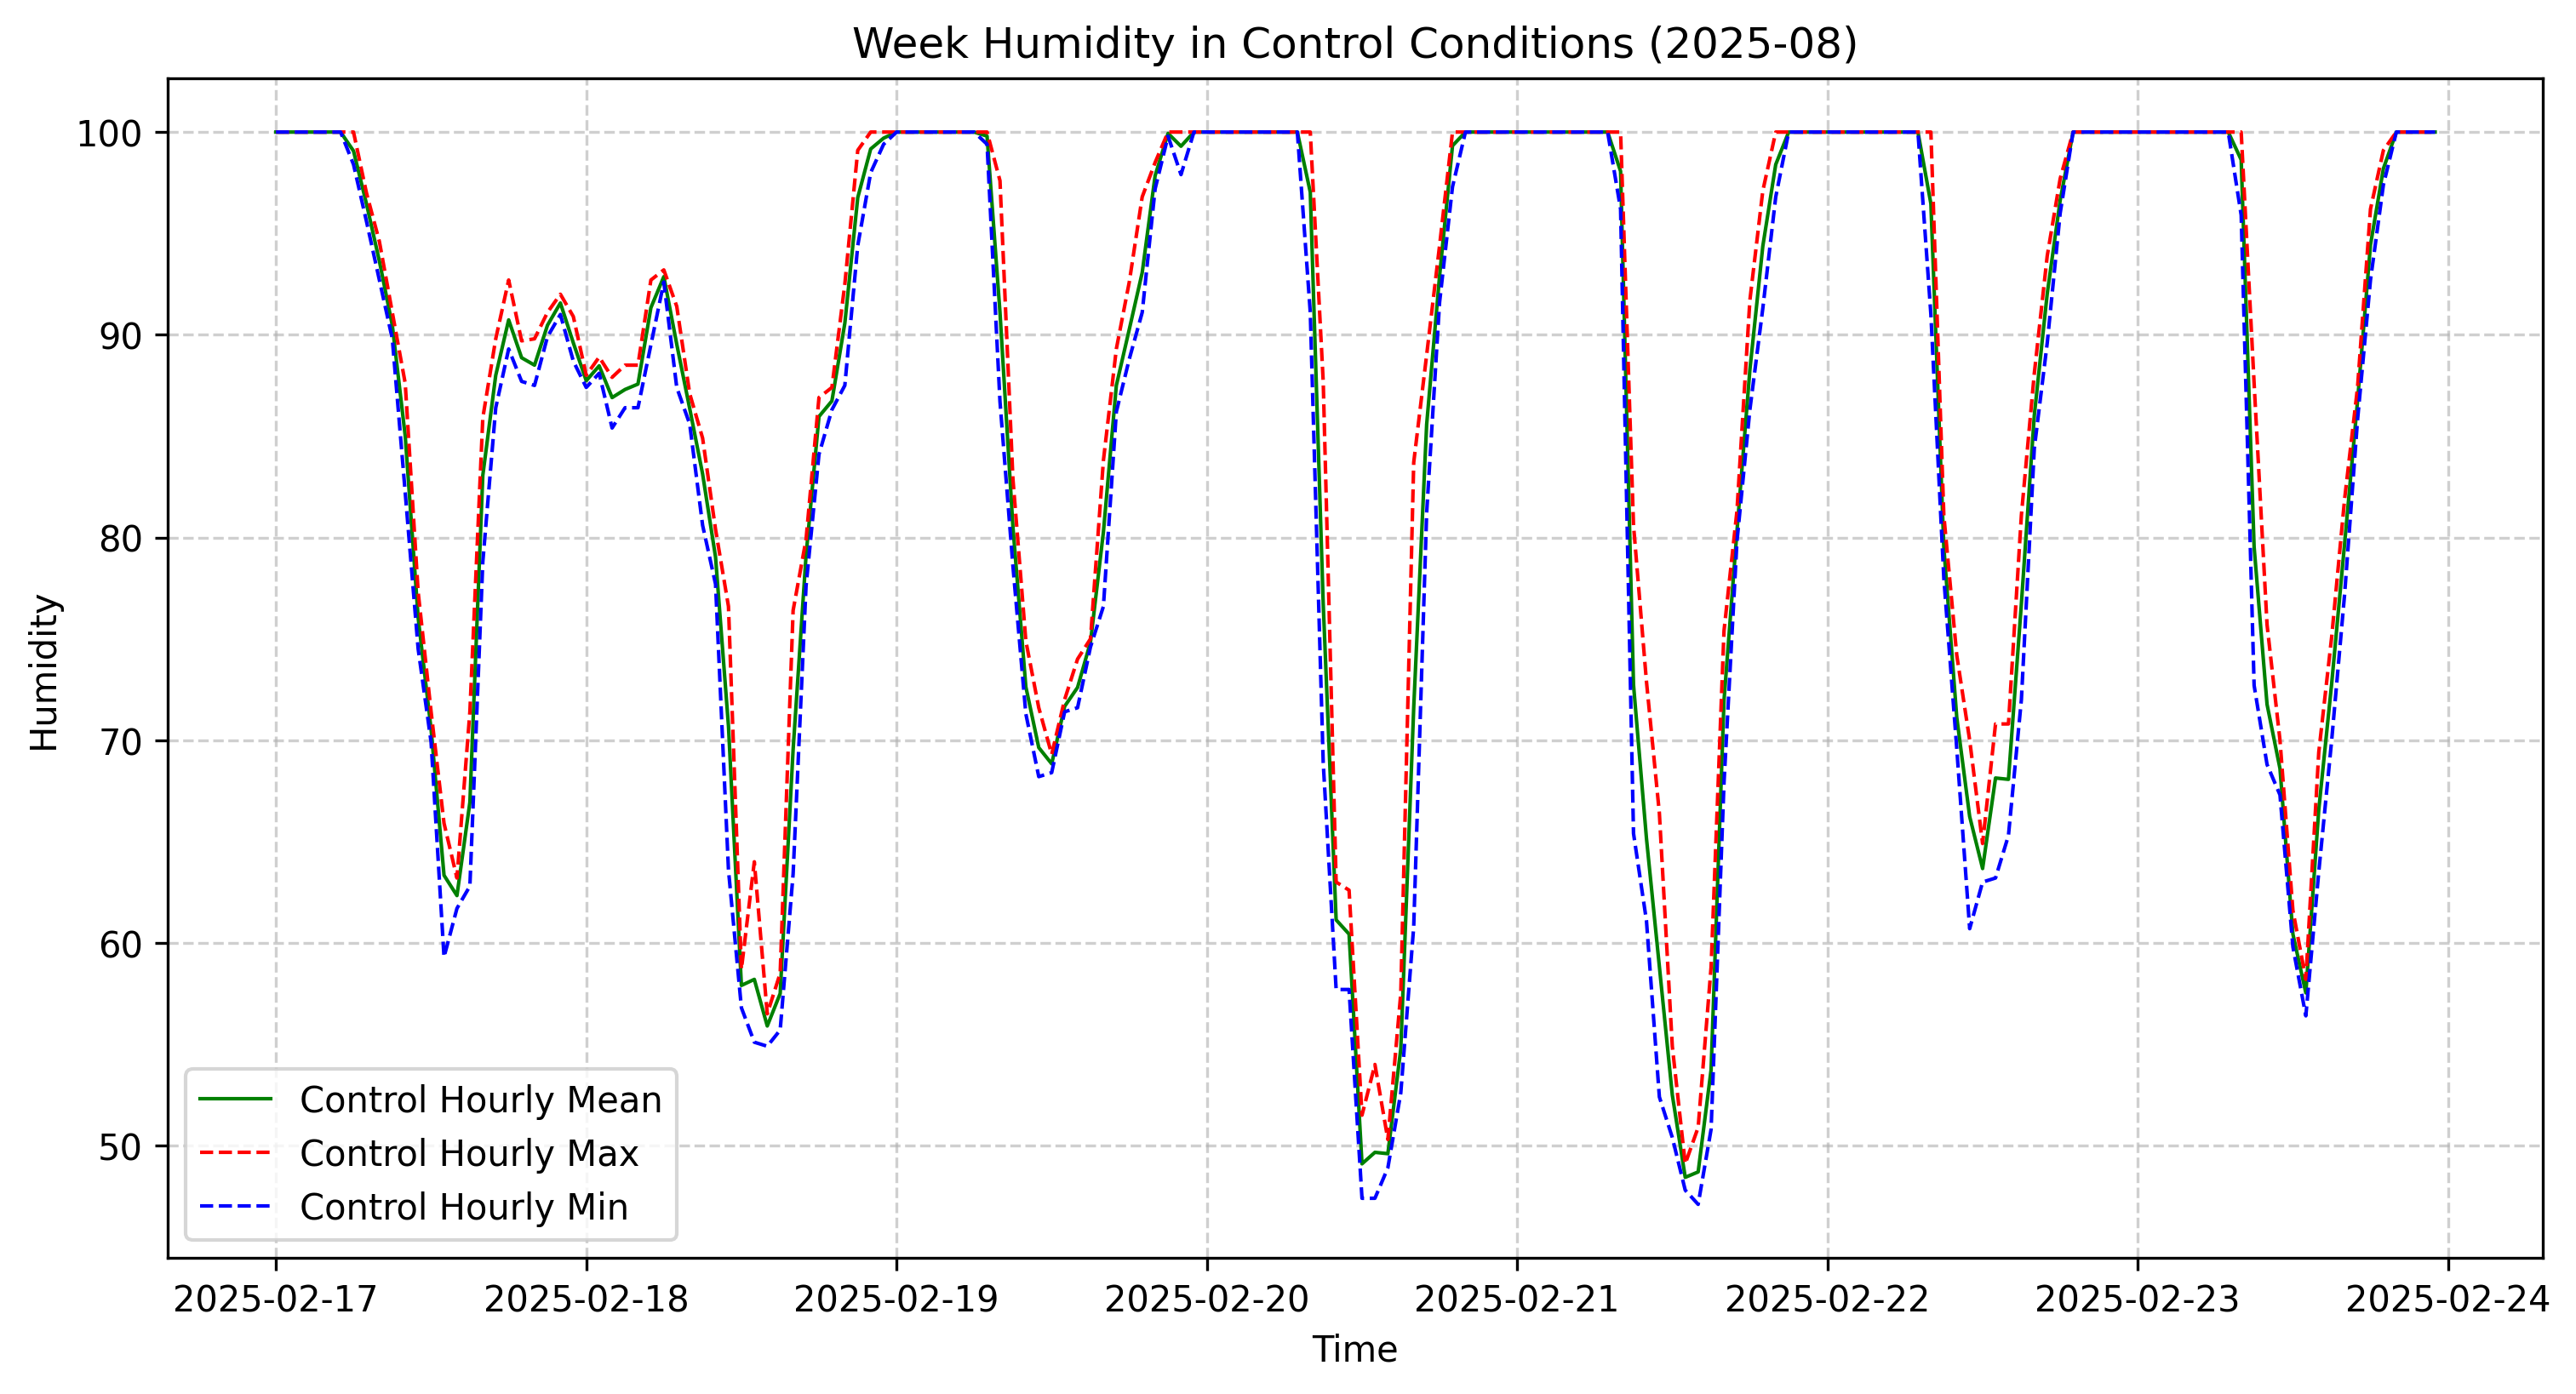 Week Humidity in Control Conditions (2025-08)
100
90
80
70
60
50
Humidity
Control Hourly Mean
Control Hourly Max
Control Hourly Min
2025-02-17
2025-02-18
2025-02-19
2025-02-20
2025-02-21
2025-02-22
2025-02-23
2025-02-24
Time